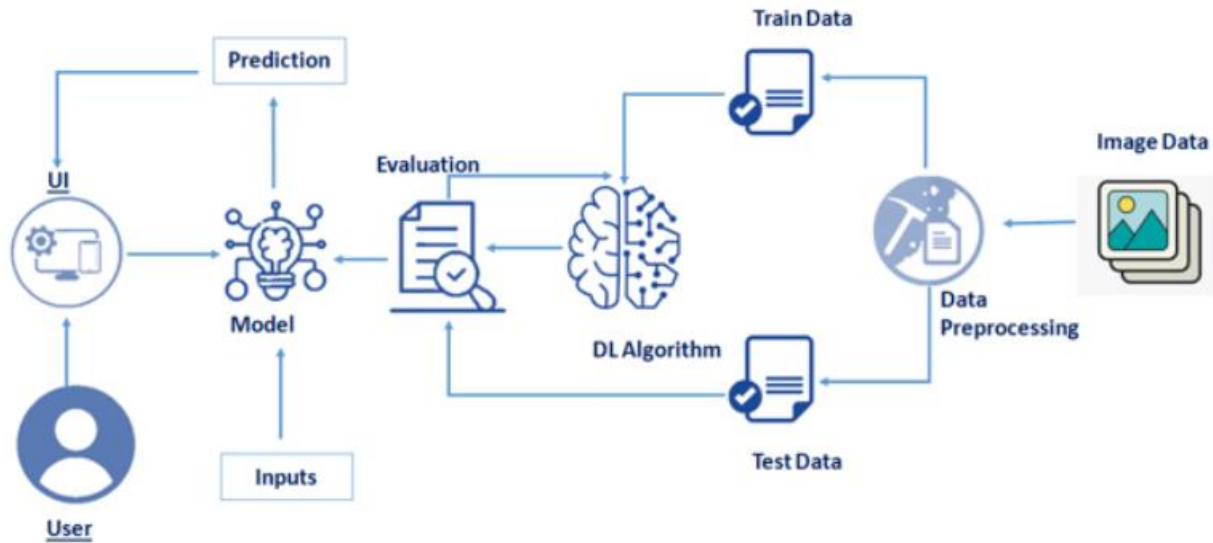 Train Data
Prediction
Image Data
Evaluation
UI
Data
Preprocessing
Model
DL Algorithm
Test Data
Inputs
User